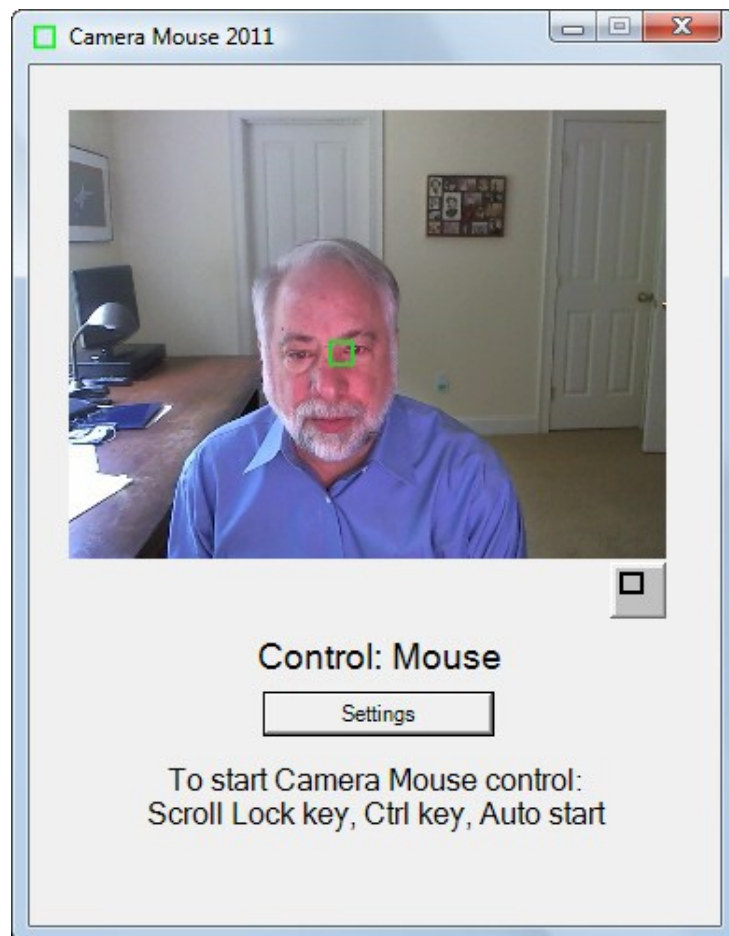 Camera Mouse 2011
Control: Mouse
Settings
To start Camera Mouse control:
Scroll Lock key, Ctrl key, Auto start